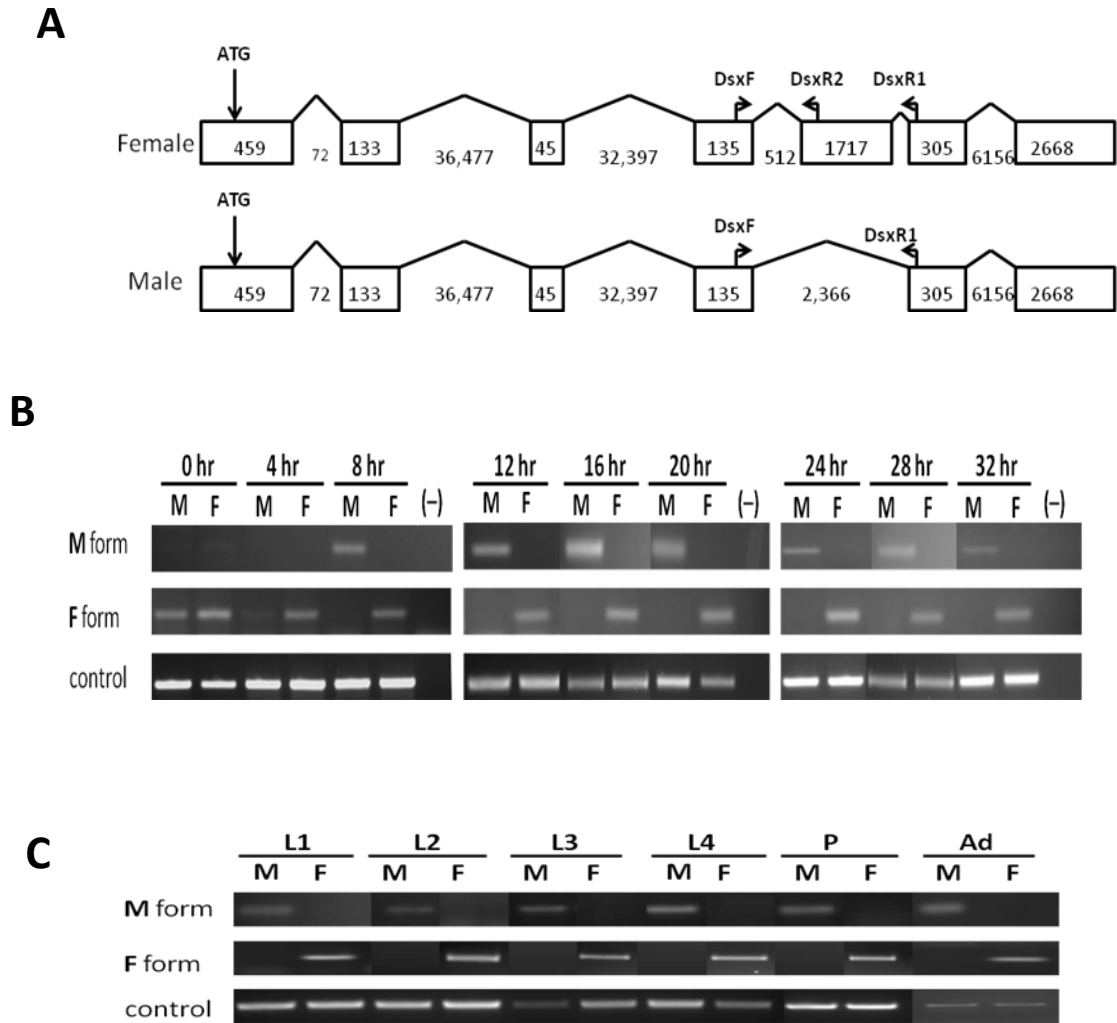 A
ATG
DsxF DsxR2 DsxR1
Female 459 72 133 36,477 45 32,397 135 512 1717 305 6156 2668
ATG
DsxF DsxR1
Male 459 72 133 36,477 45 32,397 135 2,366 305 6156 2668
B
0 hr 4 hr 8 hr 12 hr 16 hr 20 hr 24 hr 28 hr 32 hr
M F M F M F (–) M F M F M F (–) M F M F M F (–)
M form
F form
control
C
L1 L2 L3 L4 P Ad
M F M F M F M F M F M F
M form
F form
control